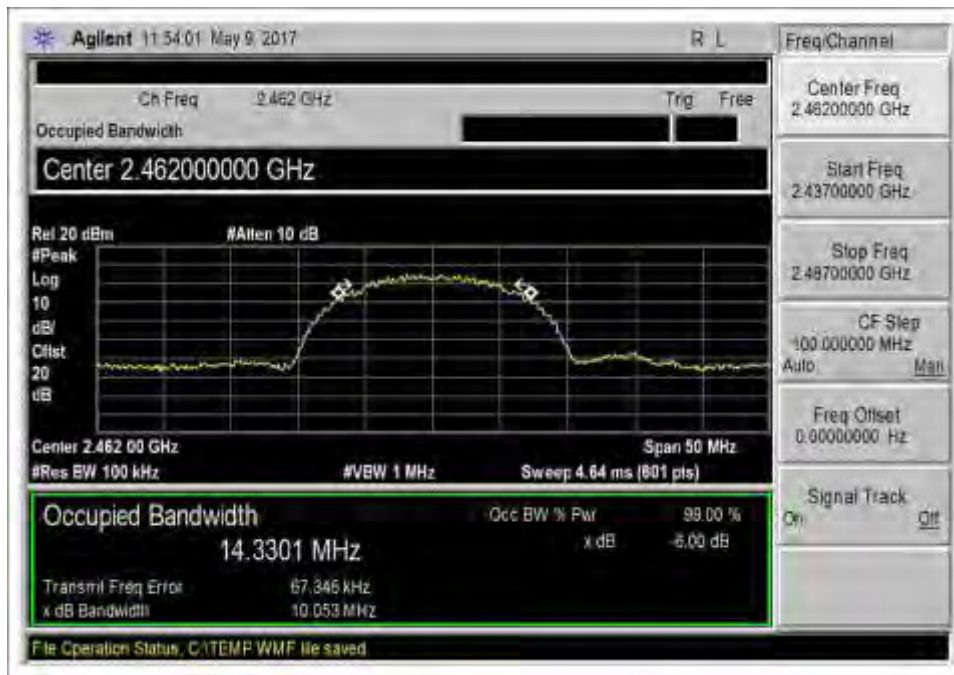 Agilent 11:54:01 May 9, 2017 R L
Freq/Channel
Ch Freq 2.462 GHz Trig Free
Occupied Bandwidth
Center 2.462000000 GHz
Center Freq
2.46200000 GHz
Start Freq
2.43700000 GHz
Stop Freq
2.48700000 GHz
CF Step
100.000000 MHz
Auto Man
Freq Offset
0.00000000 Hz
Signal Track
On Off
Ref 20 dBm #Atten 10 dB
#Peak
Log
10
dB/
Offst
20
dB
Center 2.462 00 GHz Span 50 MHz
#Res BW 100 kHz #VBW 1 MHz Sweep 4.64 ms (601 pts)
Occupied Bandwidth Occ BW % Pwr 99.00 %
14.3301 MHz x dB -6.00 dB
Transmit Freq Error 67.346 kHz
x dB Bandwidth 10.053 MHz
File Operation Status, C:\TEMP.WMF file saved